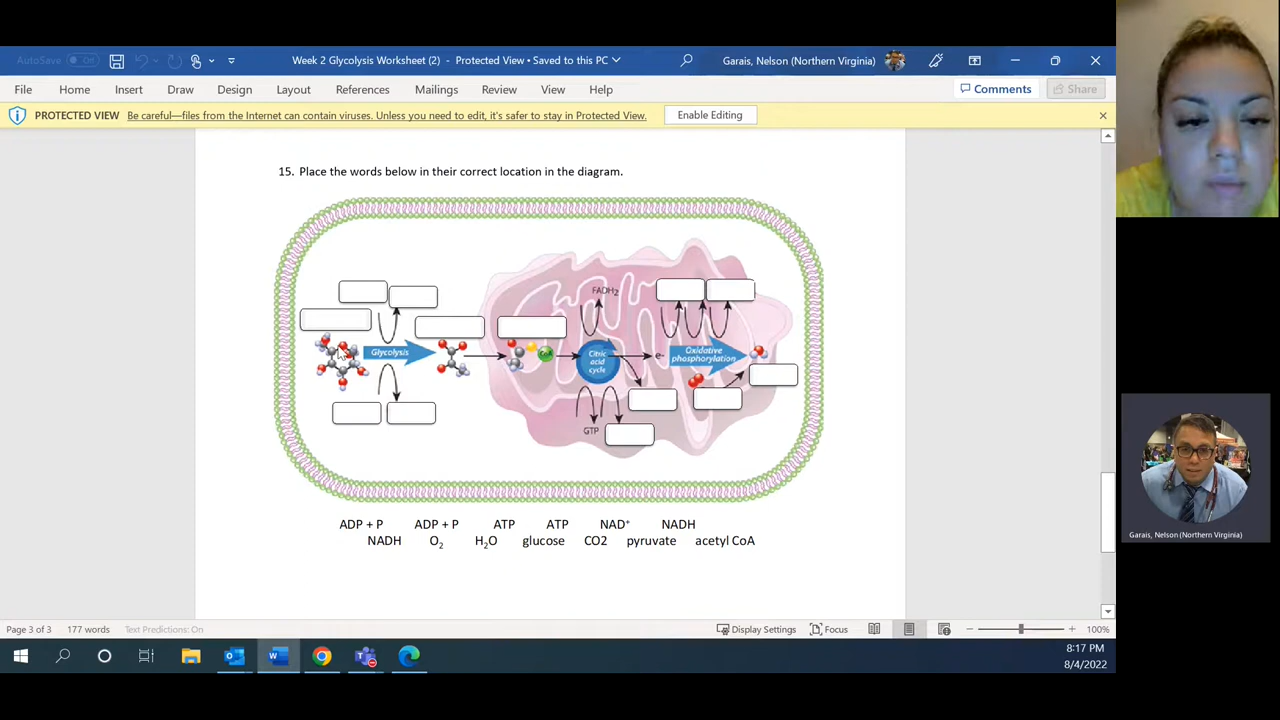 AutoSave Off Week 2 Glycolysis Worksheet (2) - Protected View • Saved to this PC Garais, Nelson (Northern Virginia)
File Home Insert Draw Design Layout References Mailings Review View Help Comments Share
PROTECTED VIEW Be careful—files from the Internet can contain viruses. Unless you need to edit, it's safer to stay in Protected View. Enable Editing
15. Place the words below in their correct location in the diagram.
FADH2
Glycolysis
CoA
Citric
acid
cycle
e-
Oxidative
phosphorylation
GTP
ADP + P ADP + P ATP ATP NAD⁺ NADH
NADH O₂ H₂O glucose CO2 pyruvate acetyl CoA
Garais, Nelson (Northern Virginia)
Page 3 of 3 177 words Text Predictions: On Display Settings Focus 100%
8:17 PM
8/4/2022